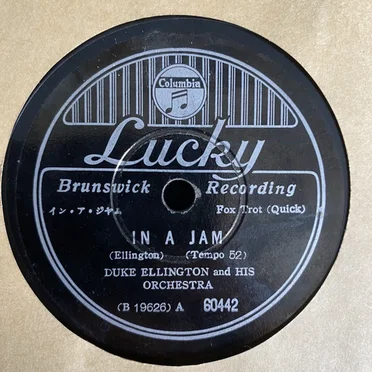 Columbia
Lucky
Brunswick Recording
イン・ア・ジャム Fox Trot (Quick)
IN A JAM
(Ellington) (Tempo 52)
DUKE ELLINGTON and HIS
ORCHESTRA
(B 19626) A 60442